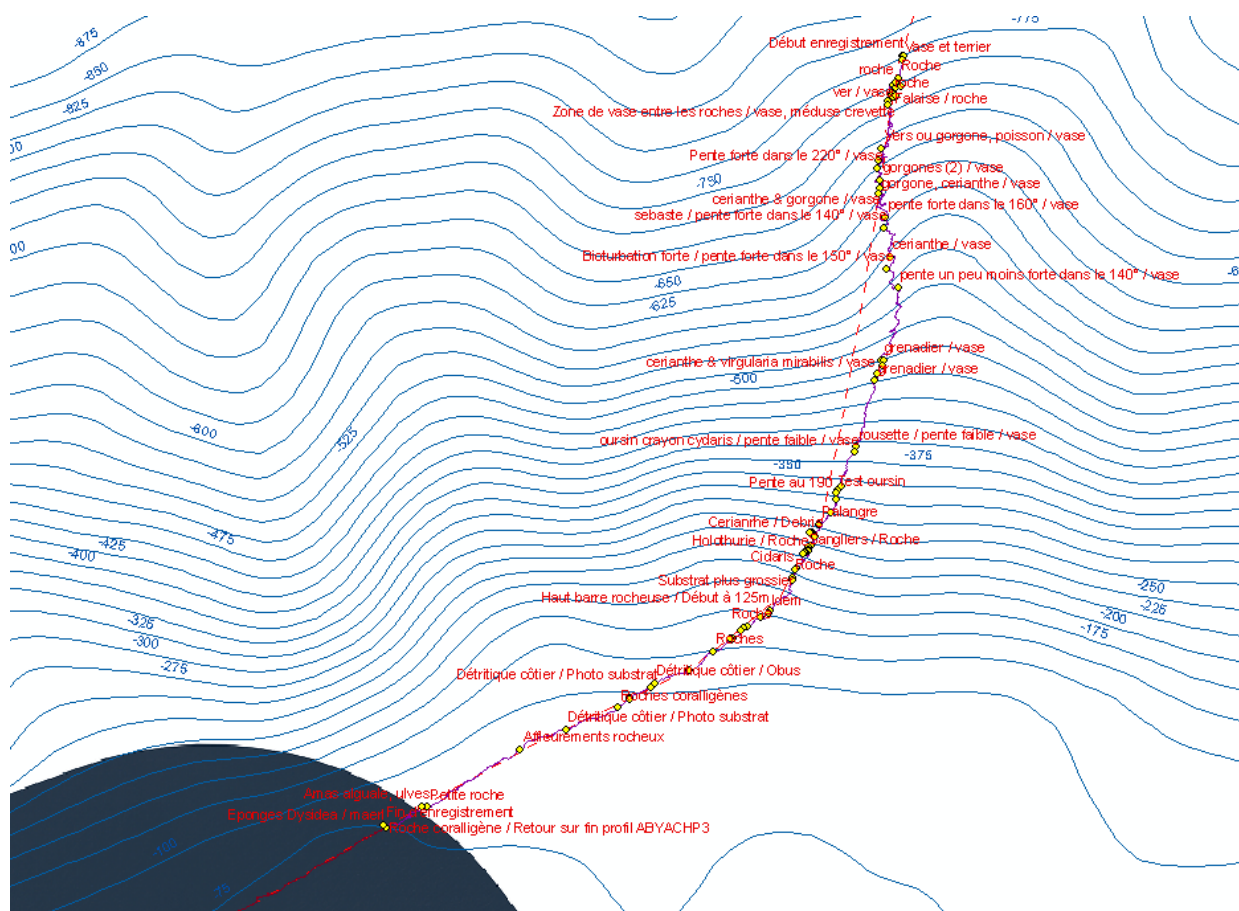 -775
-875
Début enregistrement
Vase et terrier
-850
Roche
roche
-825
ver / vase
Falaise / roche
Zone de vase entre les roches / vase, méduse crevette
vers ou gorgone, poisson / vase
Pente forte dans le 220° / vase
gorgones (2) / vase
-750
gorgone, cerianthe / vase
cerianthe & gorgone / vase
pente forte dans le 160° / vase
sebaste / pente forte dans le 140° / vase
cerianthe / vase
Bioturbation forte / pente forte dans le 150° / vase
pente un peu moins forte dans le 140° / vase
-650
-625
grenadier / vase
cerianthe & virgularia mirabilis / vase
grenadier / vase
-500
-600
-525
oursin crayon cydaris / pente faible / vase
rousette / pente faible / vase
-375
-350
Pente au 190
test oursin
Palangre
Cerianrhe / Debris
-475
-425
Holothurie / Roche
Sangliers / Roche
-400
Cidaris
Roche
Substrat plus grossier
-250
Haut barre rocheuse / Début à 125m
Idem
-225
-200
Roche
-325
-175
-300
Roches
-275
Détritique côtier / Photo substrat
Détritique côtier / Obus
Roches coralligènes
Détritique côtier / Photo substrat
Affleurements rocheux
Amas alguale, ulves
Petite roche
Eponges Dysidea / maerl
Fin d'enregistrement
Roche coralligène / Retour sur fin profil ABYACHP3
-100
-75